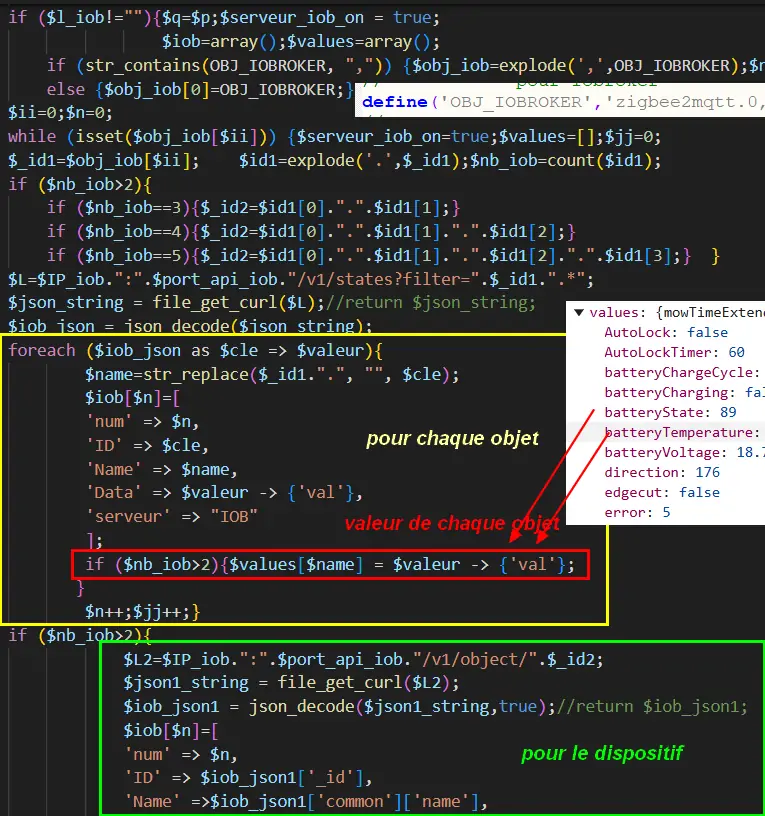 if ($l_iob!=""){$q=$p;$serveur_iob_on = true;
$iob=array();$values=array();
if (str_contains(OBJ_IOBROKER, ",")) {$obj_iob=explode(',',OBJ_IOBROKER);$n
else {$obj_iob[0]=OBJ_IOBROKER;}
// pour iobroker
define('OBJ_IOBROKER','zigbee2mqtt.0,
$ii=0;$n=0;
while (isset($obj_iob[$ii])) {$serveur_iob_on=true;$values=[];$jj=0;
$_id1=$obj_iob[$ii]; $id1=explode('.',$_id1);$nb_iob=count($id1);
if ($nb_iob>2){
if ($nb_iob==3){$_id2=$id1[0].".".$id1[1];}
if ($nb_iob==4){$_id2=$id1[0].".".$id1[1].".".$id1[2];}
if ($nb_iob==5){$_id2=$id1[0].".".$id1[1].".".$id1[2].".".$id1[3];} }
$L=$IP_iob.":".$port_api_iob."/v1/states?filter=".$_id1.".*";
$json_string = file_get_curl($L);//return $json_string;
$iob_json = json_decode($json_string);
foreach ($iob_json as $cle => $valeur){
$name=str_replace($_id1.".", "", $cle);
$iob[$n]=[
'num' => $n,
'ID' => $cle,
'Name' => $name,
'Data' => $valeur -> {'val'},
'serveur' => "IOB"
];
if ($nb_iob>2){$values[$name] = $valeur -> {'val'};
}
$n++;$jj++;}
pour chaque objet
valeur de chaque objet
values: {mowTimeExten
AutoLock: false
AutoLockTimer: 60
batteryChargeCycle:
batteryCharging: fal
batteryState: 89
batteryTemperature:
batteryVoltage: 18.7
direction: 176
edgecut: false
error: 5
if ($nb_iob>2){
$L2=$IP_iob.":".$port_api_iob."/v1/object/".$_id2;
$json1_string = file_get_curl($L2);
$iob_json1 = json_decode($json1_string,true);//return $iob_json1;
$iob[$n]=[
'num' => $n,
'ID' => $iob_json1['_id'],
'Name' =>$iob_json1['common']['name'],
pour le dispositif